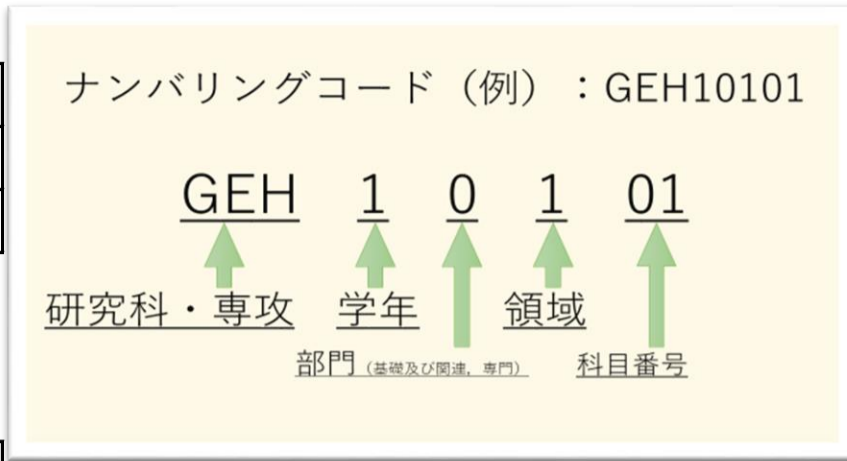 ナンバリングコード（例）：GEH10101
GEH 1 0 1 01
研究科・専攻 学年 領域
部門（基礎及び関連，専門） 科目番号